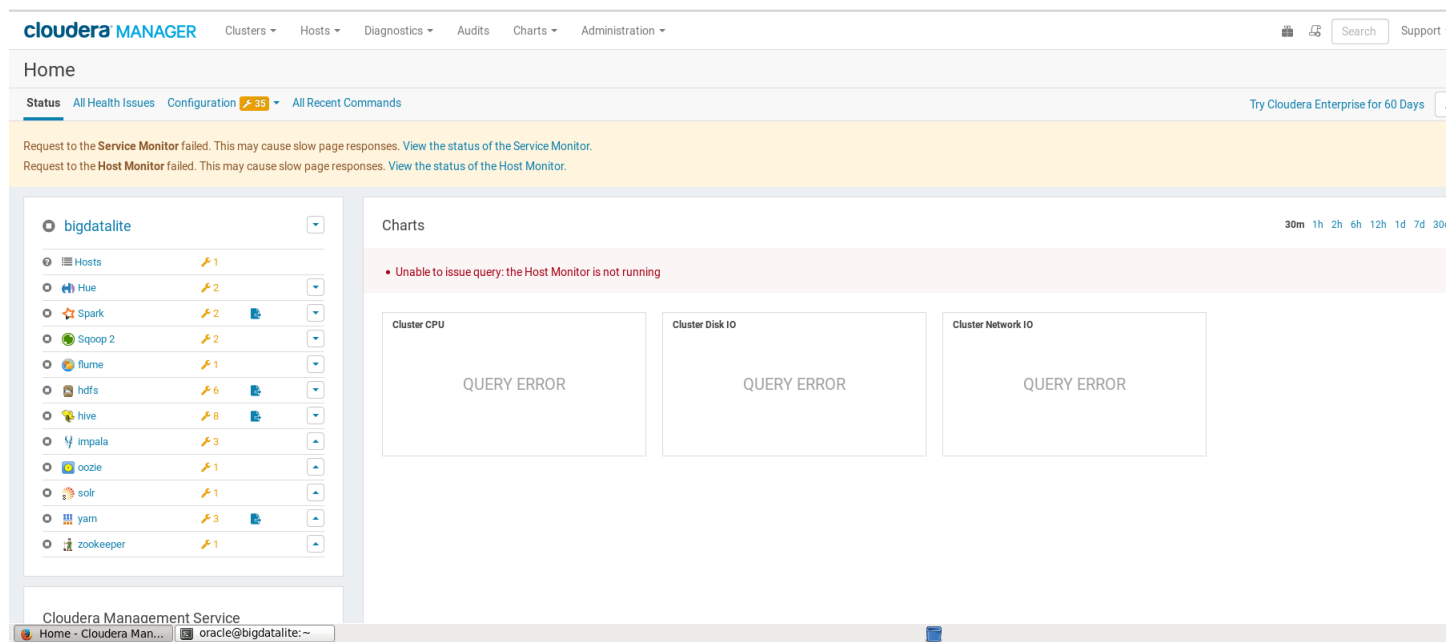 cloudera MANAGER Clusters Hosts Diagnostics Audits Charts Administration Search Support
Home
Status All Health Issues Configuration 35 All Recent Commands Try Cloudera Enterprise for 60 Days
Request to the Service Monitor failed. This may cause slow page responses. View the status of the Service Monitor.
Request to the Host Monitor failed. This may cause slow page responses. View the status of the Host Monitor.
bigdatalite
Hosts 1
Hue 2
Spark 2
Sqoop 2 2
flume 1
hdfs 6
hive 8
impala 3
oozie 1
solr 1
yarn 3
zookeeper 1
Cloudera Management Service
Charts 30m 1h 2h 6h 12h 1d 7d 30d
• Unable to issue query: the Host Monitor is not running
Cluster CPU
QUERY ERROR
Cluster Disk IO
QUERY ERROR
Cluster Network IO
QUERY ERROR
Home - Cloudera Man... oracle@bigdatalite:~